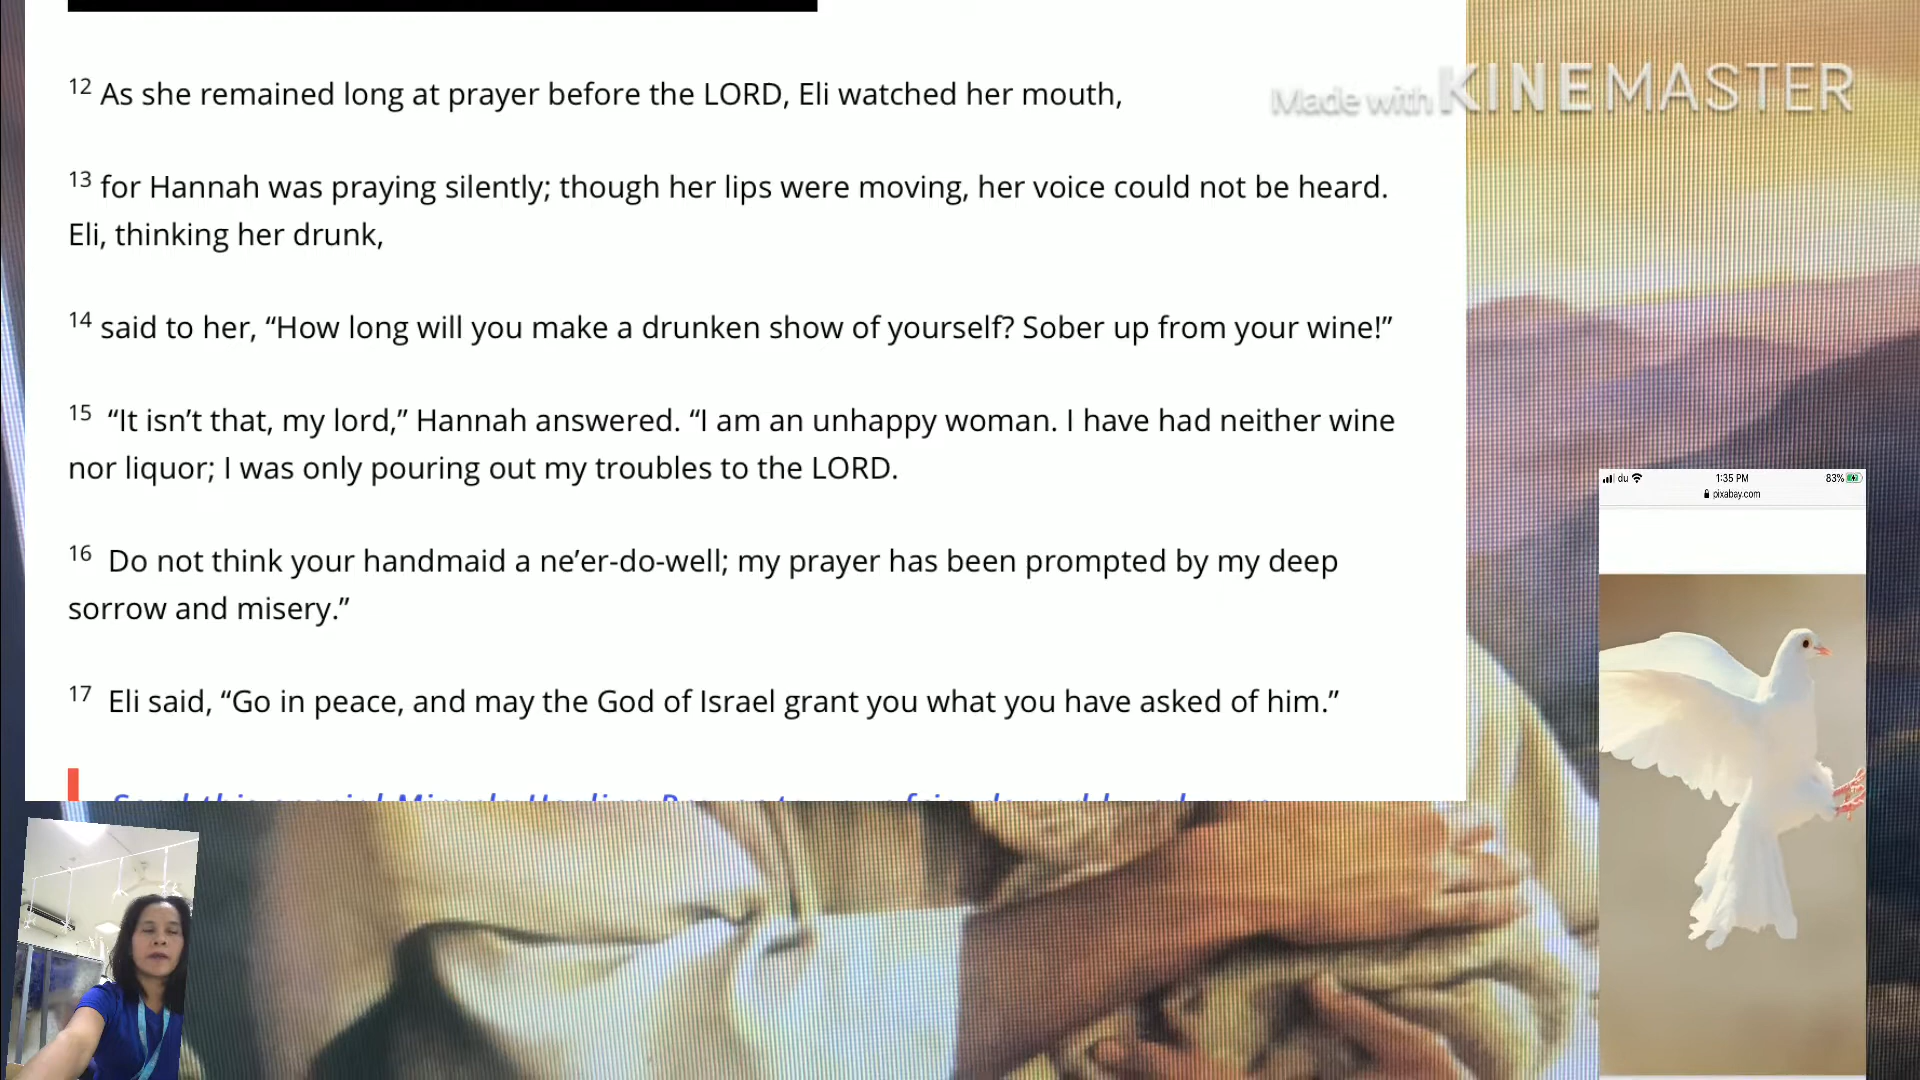 12 As she remained long at prayer before the LORD, Eli watched her mouth,
Made with KINEMASTER
13 for Hannah was praying silently; though her lips were moving, her voice could not be heard.
Eli, thinking her drunk,
14 said to her, “How long will you make a drunken show of yourself? Sober up from your wine!”
15 “It isn’t that, my lord,” Hannah answered. “I am an unhappy woman. I have had neither wine
nor liquor; I was only pouring out my troubles to the LORD.
16 Do not think your handmaid a ne’er-do-well; my prayer has been prompted by my deep
sorrow and misery.”
17 Eli said, “Go in peace, and may the God of Israel grant you what you have asked of him.”
du 1:35 PM 83%
pixabay.com